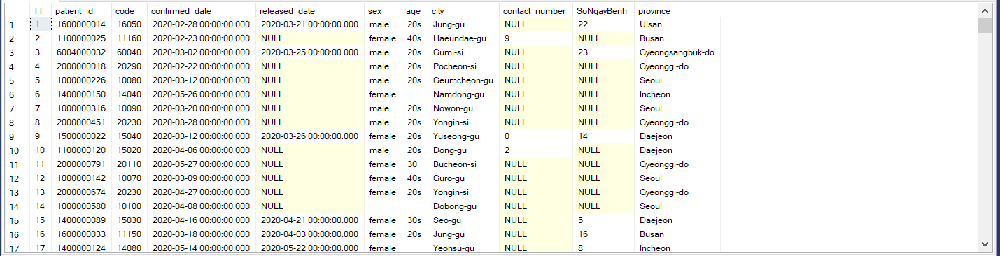 TT patient_id code confirmed_date released_date sex age city contact_number SoNgayBenh province
1 1 1600000014 16050 2020-02-28 00:00:00.000 2020-03-21 00:00:00.000 male 20s Jung-gu NULL 22 Ulsan
2 2 1100000025 11160 2020-02-23 00:00:00.000 NULL female 40s Haeundae-gu 9 NULL Busan
3 3 6004000032 60040 2020-03-02 00:00:00.000 2020-03-25 00:00:00.000 male 20s Gumi-si NULL 23 Gyeongsangbuk-do
4 4 2000000018 20290 2020-02-22 00:00:00.000 NULL male 20s Pocheon-si NULL NULL Gyeonggi-do
5 5 1000000226 10080 2020-03-12 00:00:00.000 NULL male 20s Geumcheon-gu NULL NULL Seoul
6 6 1400000150 14040 2020-05-26 00:00:00.000 NULL female Namdong-gu NULL NULL Incheon
7 7 1000000316 10090 2020-03-20 00:00:00.000 NULL male 20s Nowon-gu NULL NULL Seoul
8 8 2000000451 20230 2020-03-28 00:00:00.000 NULL male 20s Yongin-si NULL NULL Gyeonggi-do
9 9 1500000022 15040 2020-03-12 00:00:00.000 2020-03-26 00:00:00.000 female 20s Yuseong-gu 0 14 Daejeon
10 10 1100000120 15020 2020-04-06 00:00:00.000 NULL male 20s Dong-gu 2 NULL Daejeon
11 11 2000000791 20110 2020-05-27 00:00:00.000 NULL female 30 Bucheon-si NULL NULL Gyeonggi-do
12 12 1000000142 10070 2020-03-09 00:00:00.000 NULL female 40s Guro-gu NULL NULL Seoul
13 13 2000000674 20230 2020-04-27 00:00:00.000 NULL female 20s Yongin-si NULL NULL Gyeonggi-do
14 14 1000000580 10100 2020-04-08 00:00:00.000 NULL Dobong-gu NULL NULL Seoul
15 15 1400000089 15030 2020-04-16 00:00:00.000 2020-04-21 00:00:00.000 female 30s Seo-gu NULL 5 Daejeon
16 16 1600000033 11150 2020-03-18 00:00:00.000 2020-04-03 00:00:00.000 female 20s Jung-gu NULL 16 Busan
17 17 1400000124 14080 2020-05-14 00:00:00.000 2020-05-22 00:00:00.000 female Yeonsu-gu NULL 8 Incheon